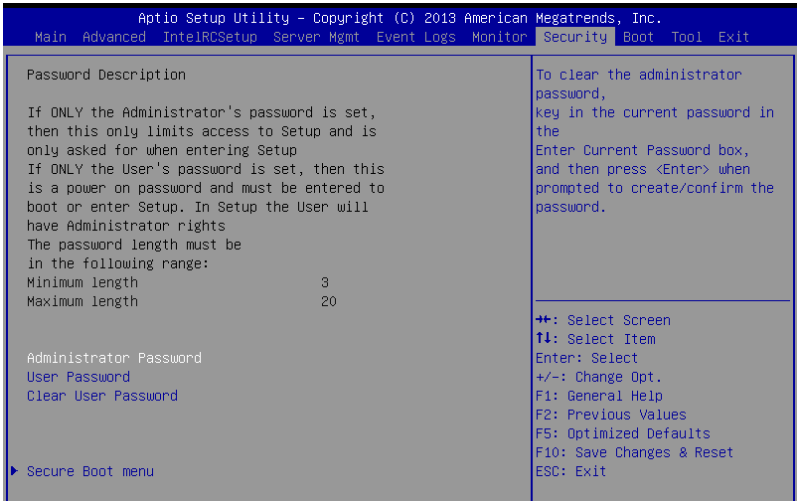 Aptio Setup Utility – Copyright (C) 2013 American Megatrends, Inc.
Main Advanced IntelRCSetup Server Mgmt Event Logs Monitor Security Boot Tool Exit
Password Description
If ONLY the Administrator's password is set,
then this only limits access to Setup and is
only asked for when entering Setup
If ONLY the User's password is set, then this
is a power on password and must be entered to
boot or enter Setup. In Setup the User will
have Administrator rights
The password length must be
in the following range:
Minimum length 3
Maximum length 20
Administrator Password
User Password
Clear User Password
Secure Boot menu
To clear the administrator
password,
key in the current password in
the
Enter Current Password box,
and then press <Enter> when
prompted to create/confirm the
password.
→←: Select Screen
↑↓: Select Item
Enter: Select
+/-: Change Opt.
F1: General Help
F2: Previous Values
F5: Optimized Defaults
F10: Save Changes & Reset
ESC: Exit